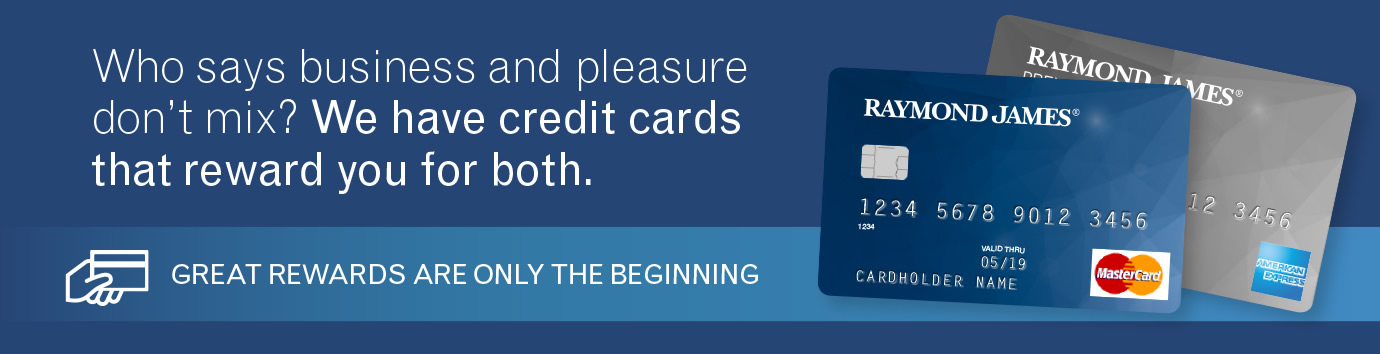 Who says business and pleasure
don't mix? We have credit cards
that reward you for both.
GREAT REWARDS ARE ONLY THE BEGINNING
RAYMOND JAMES®
1234 5678 9012 3456
1234
VALID THRU
05/19
CARDHOLDER NAME
MasterCard
RAYMOND JAMES®
12 3456
AMERICAN
EXPRESS